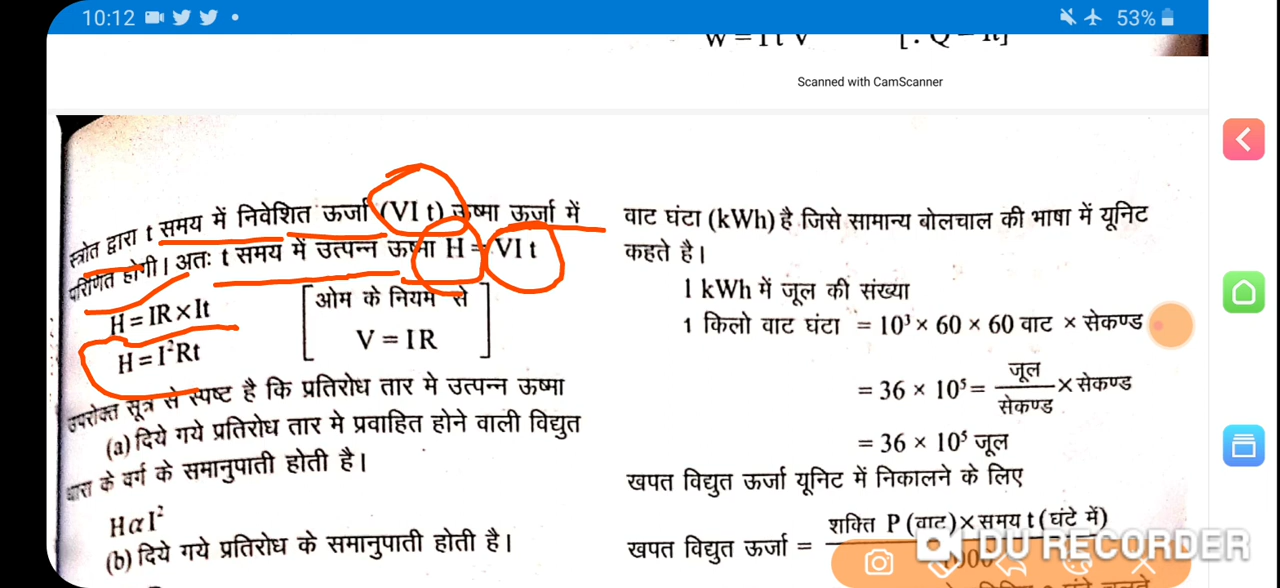 10:12
53%
W = I t V [∵ Q = It]
Scanned with CamScanner
स्त्रोत द्वारा t समय में निवेशित ऊर्जा (VI t) ऊष्मा ऊर्जा में
परिणित होगी। अतः t समय में उत्पन्न ऊष्मा H = VI t
H = IR × It
[ओम के नियम से
V = IR]
H = I²Rt
उपरोक्त सूत्र से स्पष्ट है कि प्रतिरोध तार मे उत्पन्न ऊष्मा
(a) दिये गये प्रतिरोध तार मे प्रवाहित होने वाली विद्युत
धारा के वर्ग के समानुपाती होती है।
H α I²
(b) दिये गये प्रतिरोध के समानुपाती होती है।
वाट घंटा (kWh) है जिसे सामान्य बोलचाल की भाषा में यूनिट
कहते है।
1 kWh में जूल की संख्या
1 किलो वाट घंटा = 10³ × 60 × 60 वाट × सेकण्ड
= 36 × 10⁵ = जूल/सेकण्ड × सेकण्ड
= 36 × 10⁵ जूल
खपत विद्युत ऊर्जा यूनिट में निकालने के लिए
खपत विद्युत ऊर्जा = शक्ति P (वाट) × समय t (घंटे में)
1000
DU RECORDER